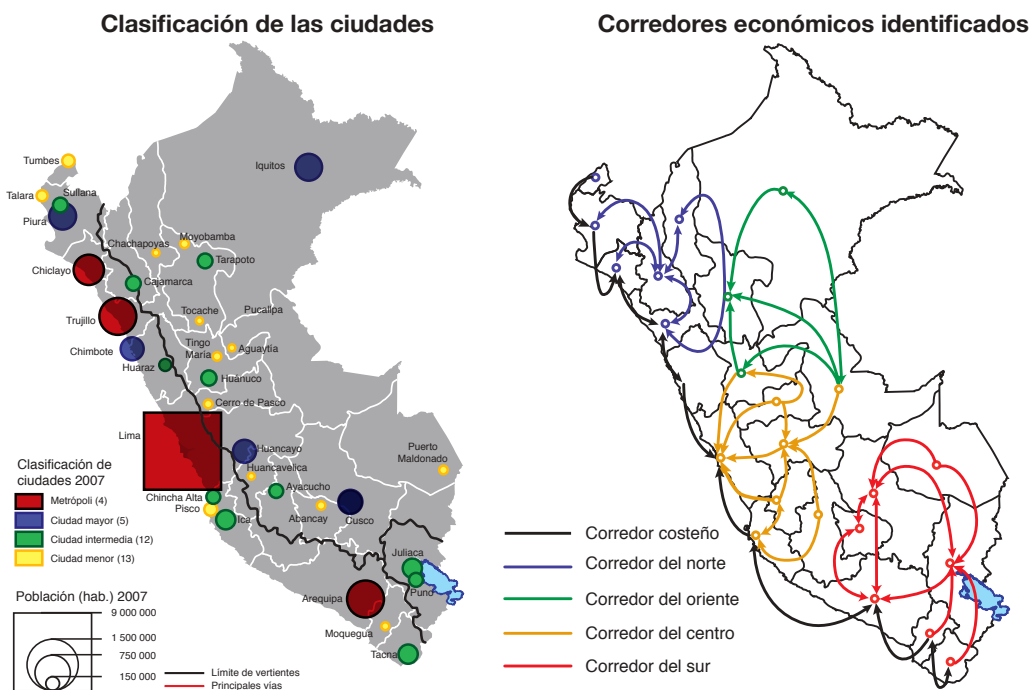 Clasificación de las ciudades
Tumbes
Talara
Sullana
Piura
Iquitos
Chachapoyas
Moyobamba
Chiclayo
Tarapoto
Cajamarca
Trujillo
Tocache
Pucallpa
Chimbote
Tingo
María
Aguaytía
Huaraz
Huánuco
Cerro de Pasco
Lima
Huancayo
Puerto
Maldonado
Huancavelica
Clasificación de
ciudades 2007
Metrópoli (4)
Ciudad mayor (5)
Ciudad intermedia (12)
Ciudad menor (13)
Chincha Alta
Pisco
Ayacucho
Ica
Abancay
Cusco
Juliaca
Puno
Arequipa
Moquegua
Tacna
Población (hab.) 2007
9 000 000
1 500 000
750 000
150 000
Límite de vertientes
Principales vías
Corredores económicos identificados
Corredor costeño
Corredor del norte
Corredor del oriente
Corredor del centro
Corredor del sur